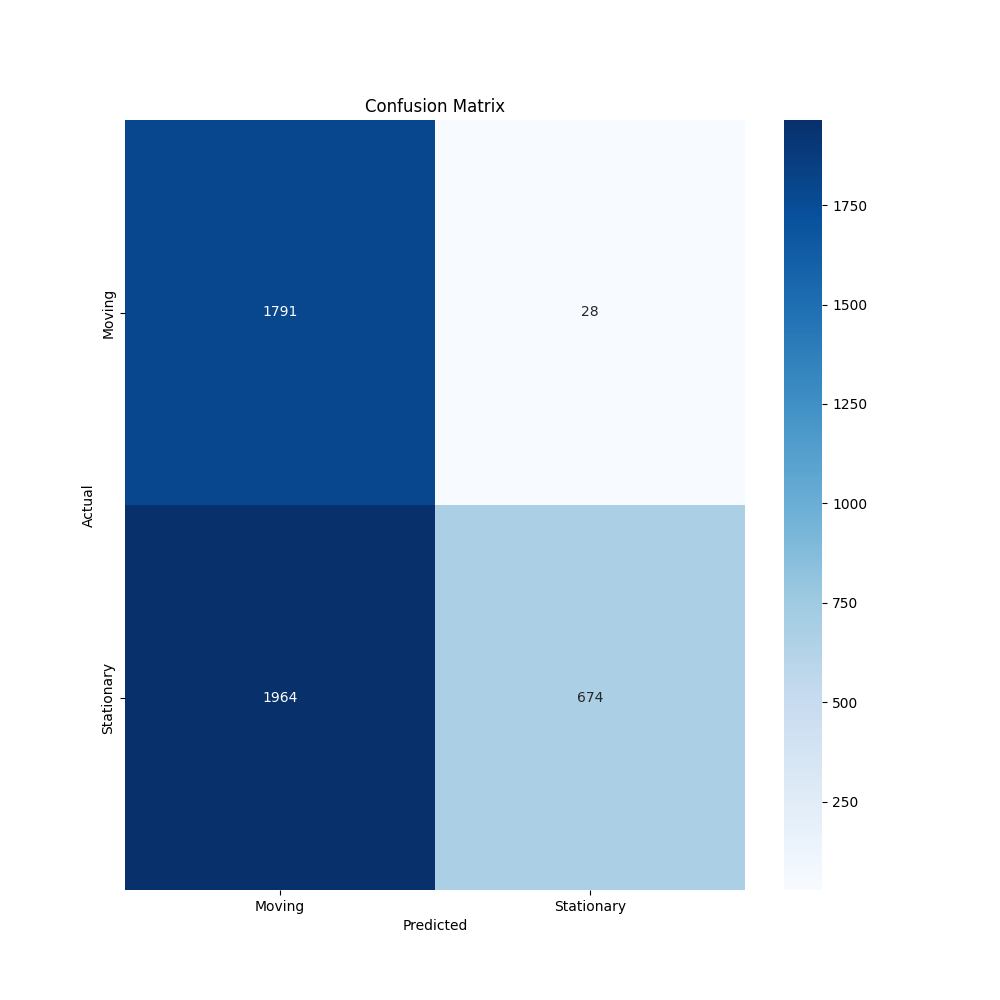 Confusion Matrix
Actual
Moving
Stationary
1791
28
1964
674
Moving
Stationary
Predicted
1750
1500
1250
1000
750
500
250